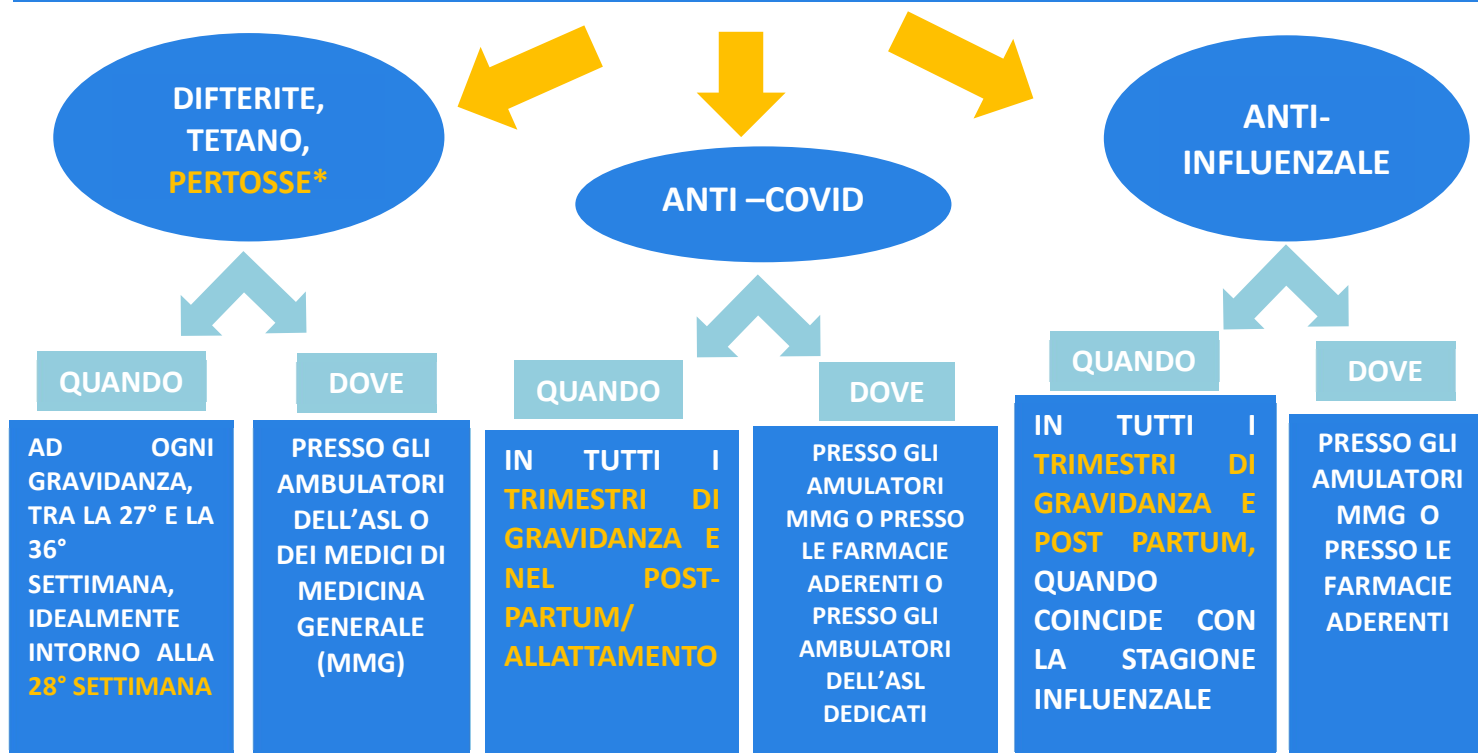 DIFTERITE,
TETANO,
PERTOSSE*
ANTI –COVID
ANTI-
INFLUENZALE
QUANDO
AD OGNI
GRAVIDANZA,
TRA LA 27° E LA
36°
SETTIMANA,
IDEALMENTE
INTORNO ALLA
28° SETTIMANA
DOVE
PRESSO GLI
AMBULATORI
DELL’ASL O
DEI MEDICI DI
MEDICINA
GENERALE
(MMG)
QUANDO
IN TUTTI I
TRIMESTRI DI
GRAVIDANZA E
NEL POST-
PARTUM/
ALLATTAMENTO
DOVE
PRESSO GLI
AMULATORI
MMG O PRESSO
LE FARMACIE
ADERENTI O
PRESSO GLI
AMBULATORI
DELL’ASL
DEDICATI
QUANDO
IN TUTTI I
TRIMESTRI DI
GRAVIDANZA E
POST PARTUM,
QUANDO
COINCIDE CON
LA STAGIONE
INFLUENZALE
DOVE
PRESSO GLI
AMULATORI
MMG O
PRESSO LE
FARMACIE
ADERENTI